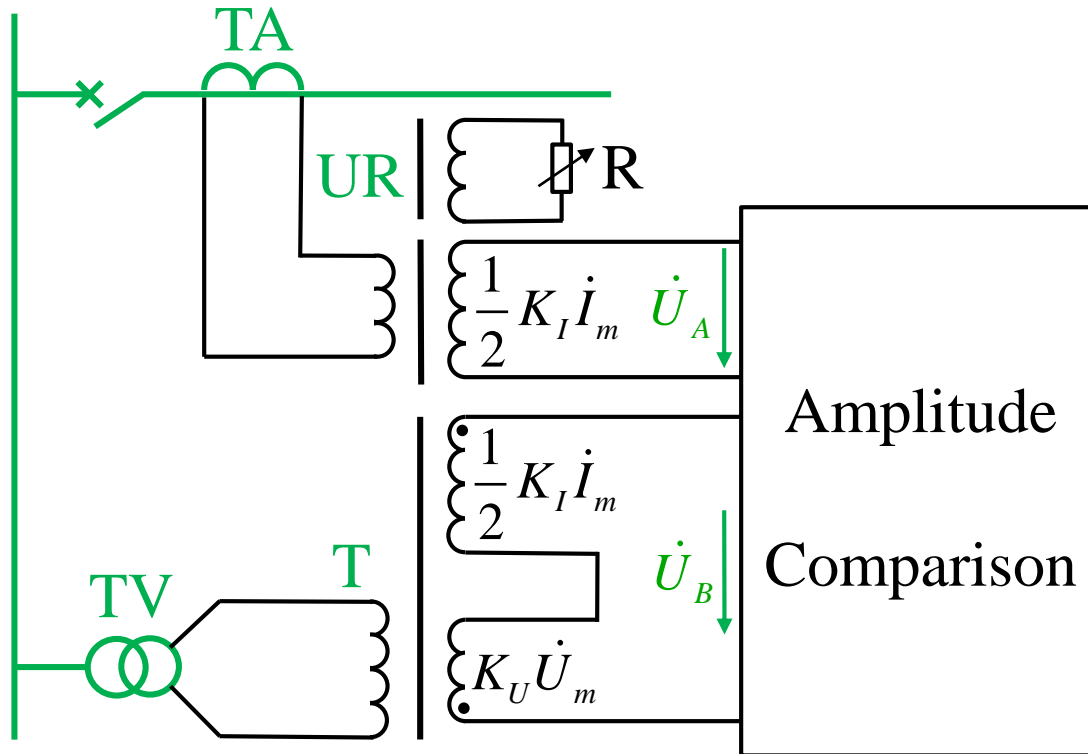 TA
UR
R
½ K_I İ_m
U̇_A
Amplitude
½ K_I İ_m
T
U̇_B
Comparison
TV
K_U U̇_m